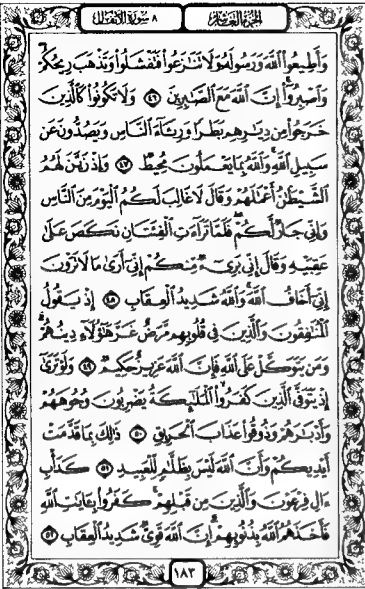 الجزء العاشر ٨ سورة الأنفال
وَأَطِيعُوا۟ ٱللَّهَ وَرَسُولَهُۥ وَلَا تَنَٰزَعُوا۟ فَتَفْشَلُوا۟ وَتَذْهَبَ رِيحُكُمْ
وَٱصْبِرُوٓا۟ إِنَّ ٱللَّهَ مَعَ ٱلصَّٰبِرِينَ ٤٦ وَلَا تَكُونُوا۟ كَٱلَّذِينَ
خَرَجُوا۟ مِن دِيَٰرِهِم بَطَرًا وَرِئَآءَ ٱلنَّاسِ وَيَصُدُّونَ عَن
سَبِيلِ ٱللَّهِ وَٱللَّهُ بِمَا يَعْمَلُونَ مُحِيطٌ ٤٧ وَإِذْ زَيَّنَ لَهُمُ
ٱلشَّيْطَٰنُ أَعْمَٰلَهُمْ وَقَالَ لَا غَالِبَ لَكُمُ ٱلْيَوْمَ مِنَ ٱلنَّاسِ
وَإِنِّى جَارٌ لَّكُمْ فَلَمَّا تَرَآءَتِ ٱلْفِئَتَانِ نَكَصَ عَلَىٰ
عَقِبَيْهِ وَقَالَ إِنِّى بَرِىٓءٌ مِّنكُمْ إِنِّىٓ أَرَىٰ مَا لَا تَرَوْنَ
إِنِّىٓ أَخَافُ ٱللَّهَ وَٱللَّهُ شَدِيدُ ٱلْعِقَابِ ٤٨ إِذْ يَقُولُ
ٱلْمُنَٰفِقُونَ وَٱلَّذِينَ فِى قُلُوبِهِم مَّرَضٌ غَرَّ هَٰٓؤُلَآءِ دِينُهُمْ
وَمَن يَتَوَكَّلْ عَلَى ٱللَّهِ فَإِنَّ ٱللَّهَ عَزِيزٌ حَكِيمٌ ٤٩ وَلَوْ تَرَىٰٓ
إِذْ يَتَوَفَّى ٱلَّذِينَ كَفَرُوا۟ ٱلْمَلَٰٓئِكَةُ يَضْرِبُونَ وُجُوهَهُمْ
وَأَدْبَٰرَهُمْ وَذُوقُوا۟ عَذَابَ ٱلْحَرِيقِ ٥٠ ذَٰلِكَ بِمَا قَدَّمَتْ
أَيْدِيكُمْ وَأَنَّ ٱللَّهَ لَيْسَ بِظَلَّٰمٍ لِّلْعَبِيدِ ٥١ كَدَأْبِ
ءَالِ فِرْعَوْنَ وَٱلَّذِينَ مِن قَبْلِهِمْ كَفَرُوا۟ بِـَٔايَٰتِ ٱللَّهِ
فَأَخَذَهُمُ ٱللَّهُ بِذُنُوبِهِمْ إِنَّ ٱللَّهَ قَوِىٌّ شَدِيدُ ٱلْعِقَابِ ٥٢
١٨٣